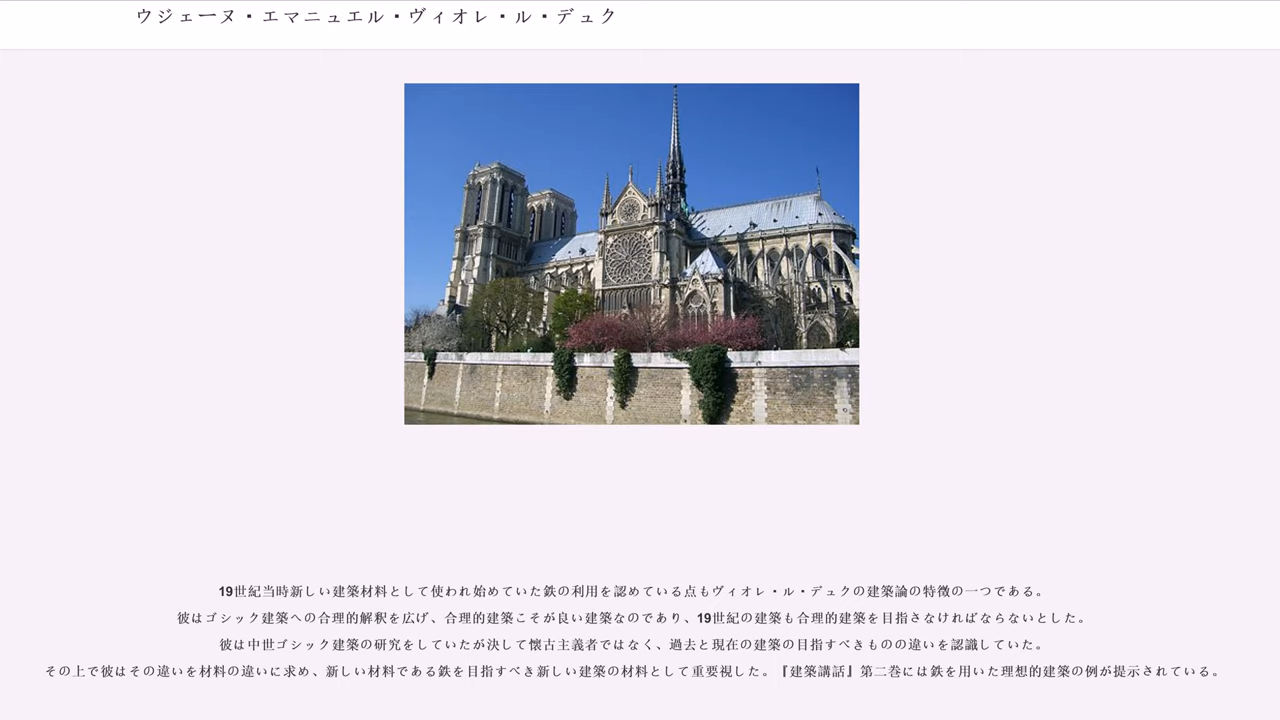 ウジェーヌ・エマニュエル・ヴィオレ・ル・デュク
19世紀当時新しい建築材料として使われ始めていた鉄の利用を認めている点もヴィオレ・ル・デュクの建築論の特徴の一つである。
彼はゴシック建築への合理的解釈を広げ、合理的建築こそが良い建築なのであり、19世紀の建築も合理的建築を目指さなければならないとした。
彼は中世ゴシック建築の研究をしていたが決して懐古主義者ではなく、過去と現在の建築の目指すべきものの違いを認識していた。
その上で彼はその違いを材料の違いに求め、新しい材料である鉄を目指すべき新しい建築の材料として重要視した。『建築講話』第二巻には鉄を用いた理想的建築の例が提示されている。